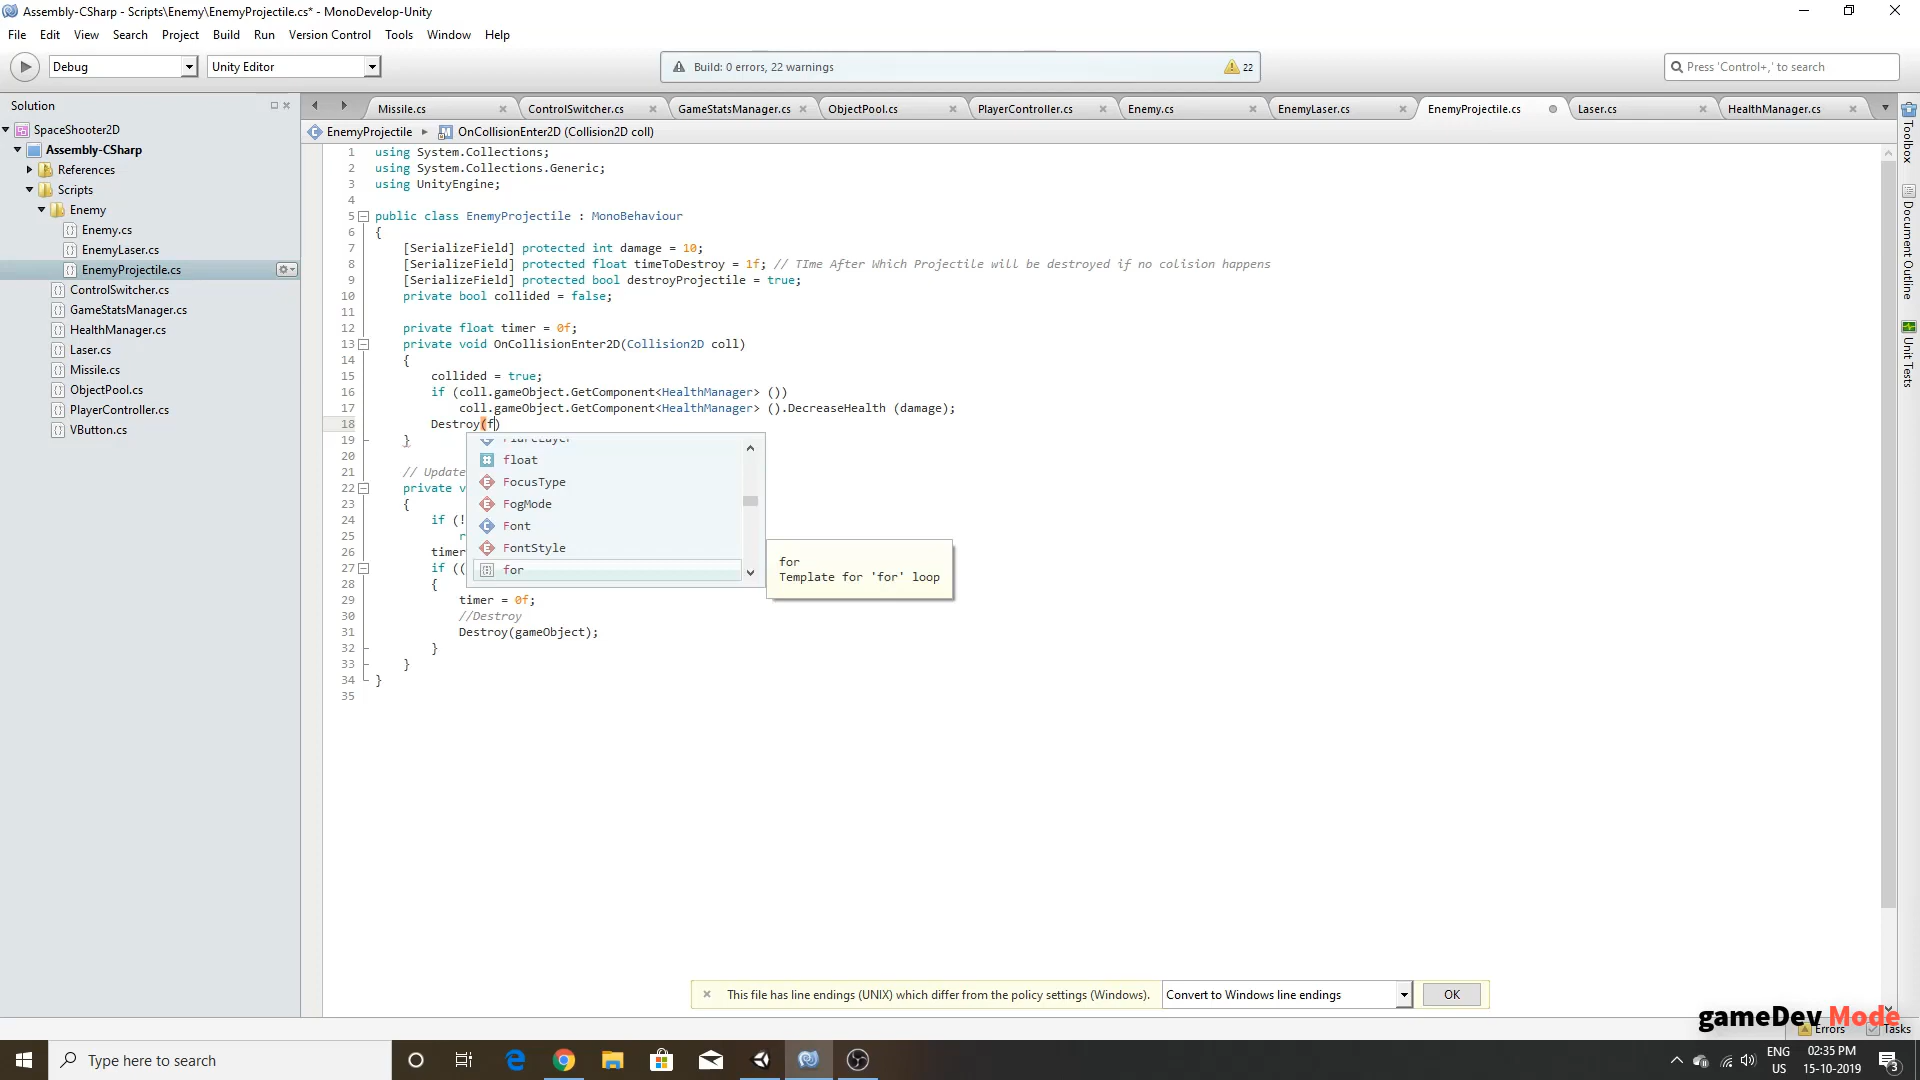 Assembly-CSharp - Scripts\Enemy\EnemyProjectile.cs* - MonoDevelop-Unity
File Edit View Search Project Build Run Version Control Tools Window Help
Debug Unity Editor Build: 0 errors, 22 warnings 22 Press 'Control+,' to search
Solution
SpaceShooter2D
Assembly-CSharp
References
Scripts
Enemy
Enemy.cs
EnemyLaser.cs
EnemyProjectile.cs
ControlSwitcher.cs
GameStatsManager.cs
HealthManager.cs
Laser.cs
Missile.cs
ObjectPool.cs
PlayerController.cs
VButton.cs
Missile.cs ControlSwitcher.cs GameStatsManager.cs ObjectPool.cs PlayerController.cs Enemy.cs EnemyLaser.cs EnemyProjectile.cs Laser.cs HealthManager.cs
EnemyProjectile OnCollisionEnter2D (Collision2D coll)
1 using System.Collections;
2 using System.Collections.Generic;
3 using UnityEngine;
4
5 public class EnemyProjectile : MonoBehaviour
6 {
7 [SerializeField] protected int damage = 10;
8 [SerializeField] protected float timeToDestroy = 1f; // TIme After Which Projectile will be destroyed if no colision happens
9 [SerializeField] protected bool destroyProjectile = true;
10 private bool collided = false;
11
12 private float timer = 0f;
13 private void OnCollisionEnter2D(Collision2D coll)
14 {
15 collided = true;
16 if (coll.gameObject.GetComponent<HealthManager> ())
17 coll.gameObject.GetComponent<HealthManager> ().DecreaseHealth (damage);
18 Destroy(f)
19 }
20
21 // Update
22 private v
23 {
24 if (!
25 r
26 timer
27 if ((
28 {
29 timer = 0f;
30 //Destroy
31 Destroy(gameObject);
32 }
33 }
34 }
35
FlareLayer
float
FocusType
FogMode
Font
FontStyle
for
for
Template for 'for' loop
Toolbox
Document Outline
Unit Tests
This file has line endings (UNIX) which differ from the policy settings (Windows). Convert to Windows line endings OK
gameDev Mode
Errors Tasks
Type here to search
ENG
US
02:35 PM
15-10-2019
3